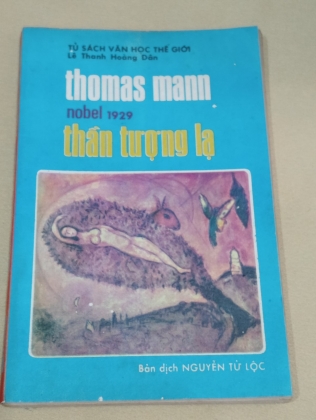 TỦ SÁCH VĂN HỌC THẾ GIỚI
Lê Thanh Hoàng Dân
thomas mann
nobel 1929
thần tượng lạ
Bản dịch NGUYỄN TỬ LỘC